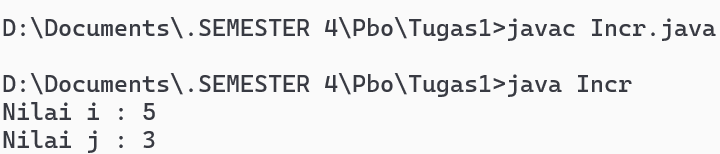 D:\Documents\.SEMESTER 4\Pbo\Tugas1>javac Incr.java
D:\Documents\.SEMESTER 4\Pbo\Tugas1>java Incr
Nilai i : 5
Nilai j : 3